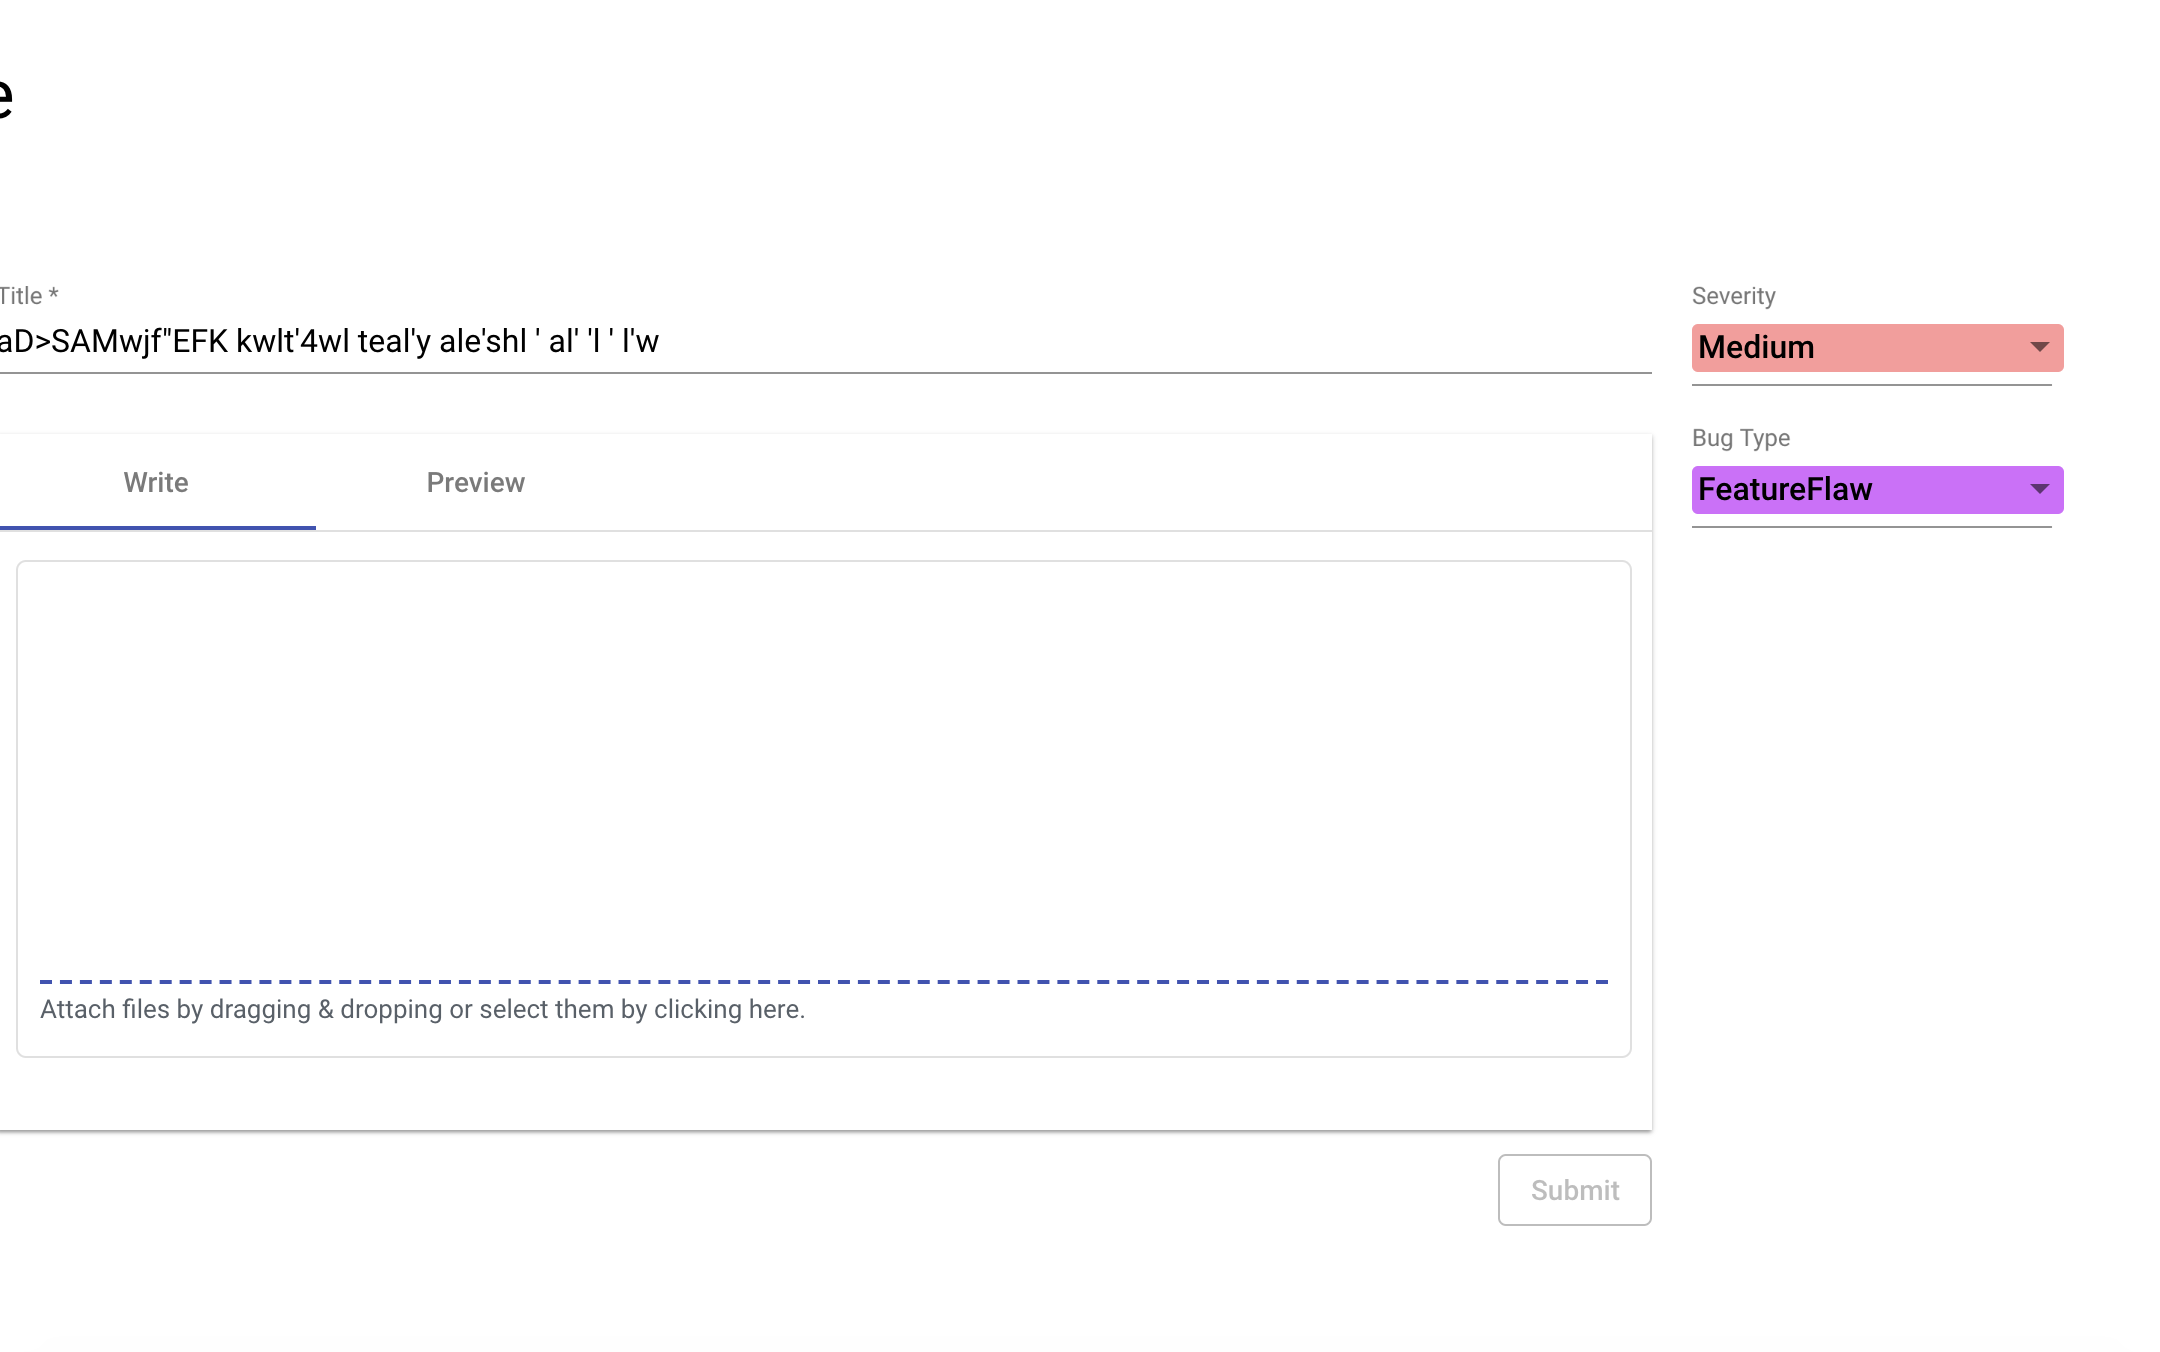 e
Title *
aD>SAMwjf"EFK kwlt'4wl teal'y ale'shl ' al' 'l ' l'w
Severity
Medium
Bug Type
FeatureFlaw
Write Preview
Attach files by dragging & dropping or select them by clicking here.
Submit